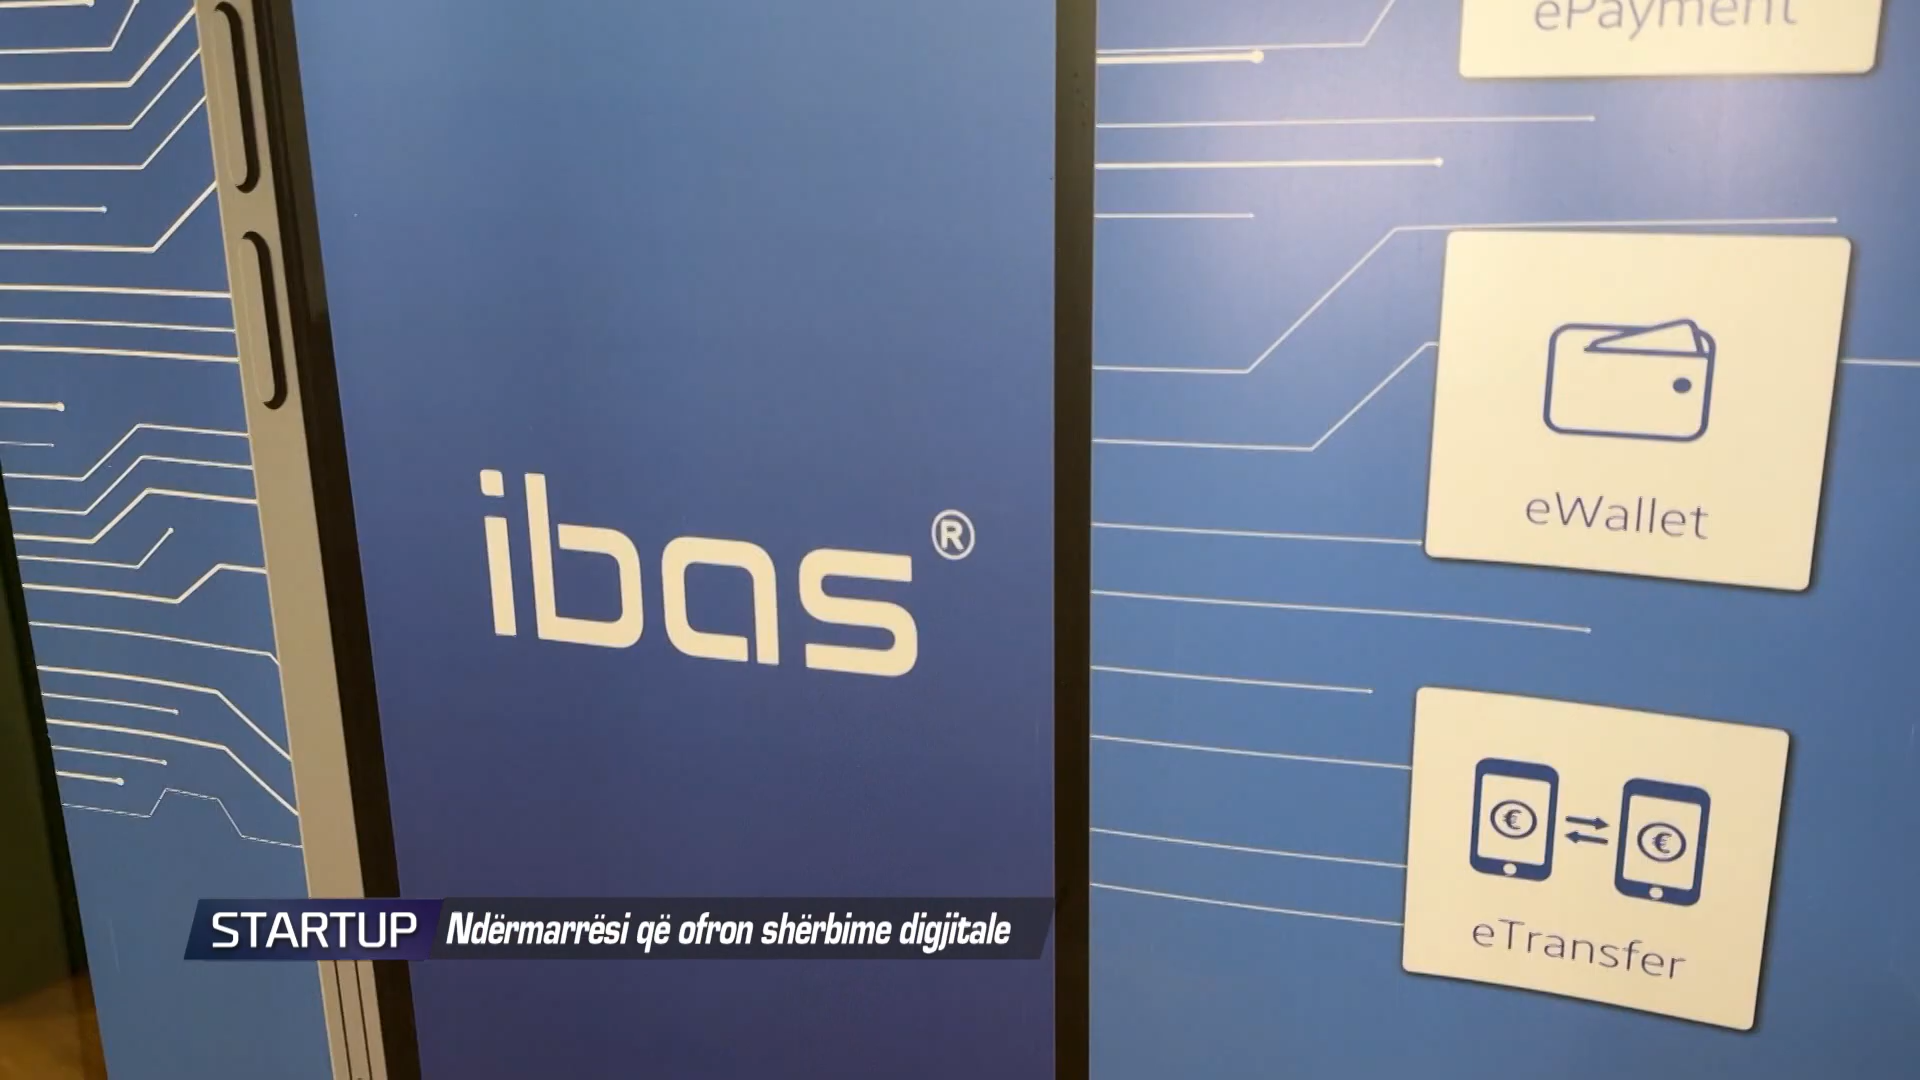 ePayment
eWallet
ibas®
€ €
eTransfer
STARTUP Ndërmarrësi që ofron shërbime digjitale